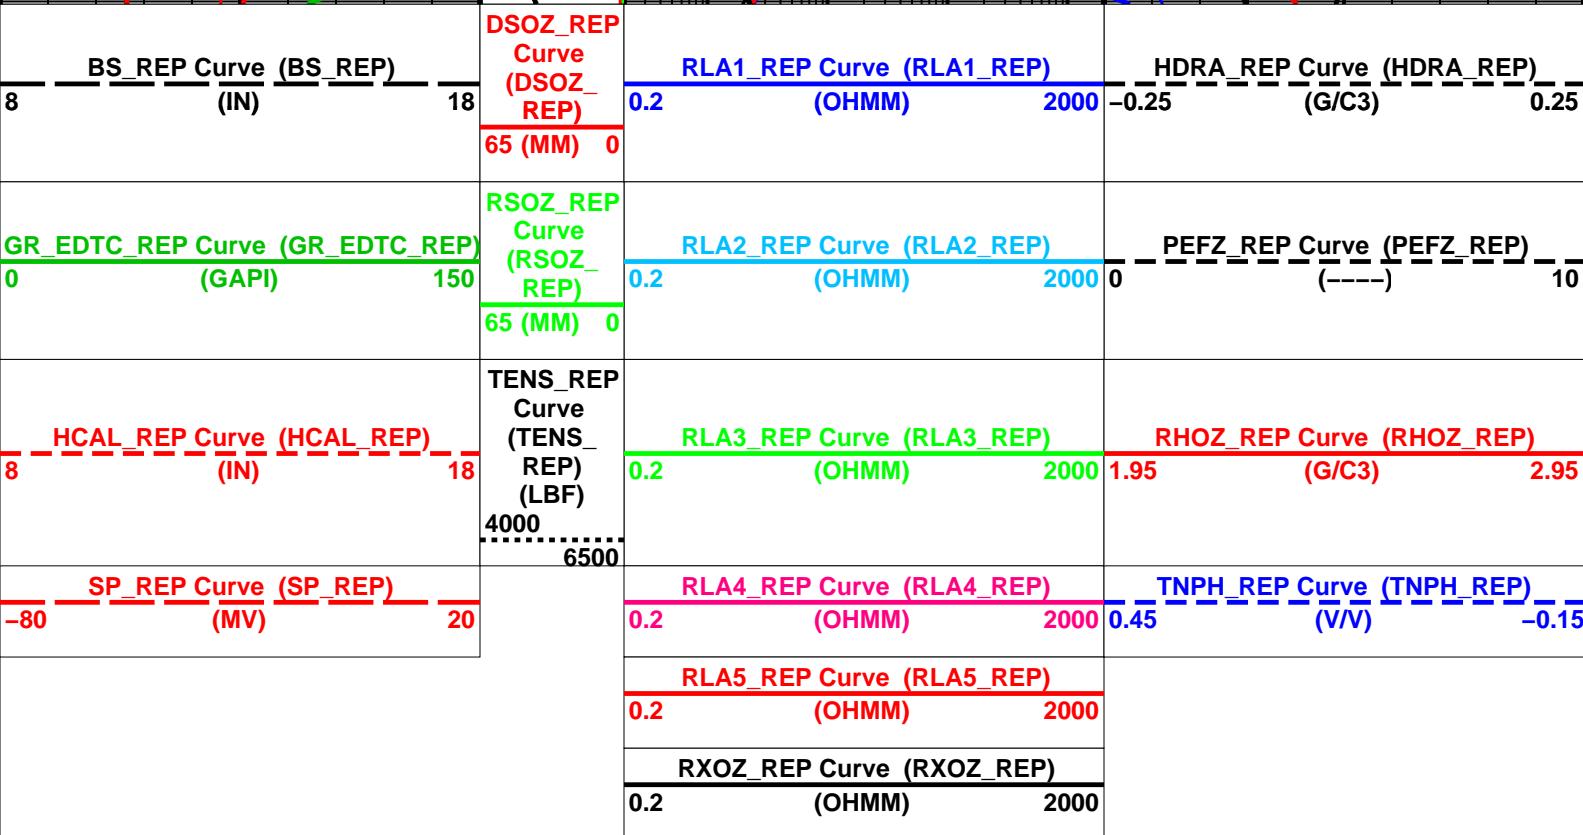 BS_REP Curve (BS_REP)
8 (IN) 18
GR_EDTC_REP Curve (GR_EDTC_REP)
0 (GAPI) 150
HCAL_REP Curve (HCAL_REP)
8 (IN) 18
SP_REP Curve (SP_REP)
−80 (MV) 20
DSOZ_REP
Curve
(DSOZ_
REP)
65 (MM) 0
RSOZ_REP
Curve
(RSOZ_
REP)
65 (MM) 0
TENS_REP
Curve
(TENS_
REP)
(LBF)
4000
6500
RLA1_REP Curve (RLA1_REP)
0.2 (OHMM) 2000
RLA2_REP Curve (RLA2_REP)
0.2 (OHMM) 2000
RLA3_REP Curve (RLA3_REP)
0.2 (OHMM) 2000
RLA4_REP Curve (RLA4_REP)
0.2 (OHMM) 2000
RLA5_REP Curve (RLA5_REP)
0.2 (OHMM) 2000
RXOZ_REP Curve (RXOZ_REP)
0.2 (OHMM) 2000
HDRA_REP Curve (HDRA_REP)
−0.25 (G/C3) 0.25
PEFZ_REP Curve (PEFZ_REP)
0 (−−−−) 10
RHOZ_REP Curve (RHOZ_REP)
1.95 (G/C3) 2.95
TNPH_REP Curve (TNPH_REP)
0.45 (V/V) −0.15